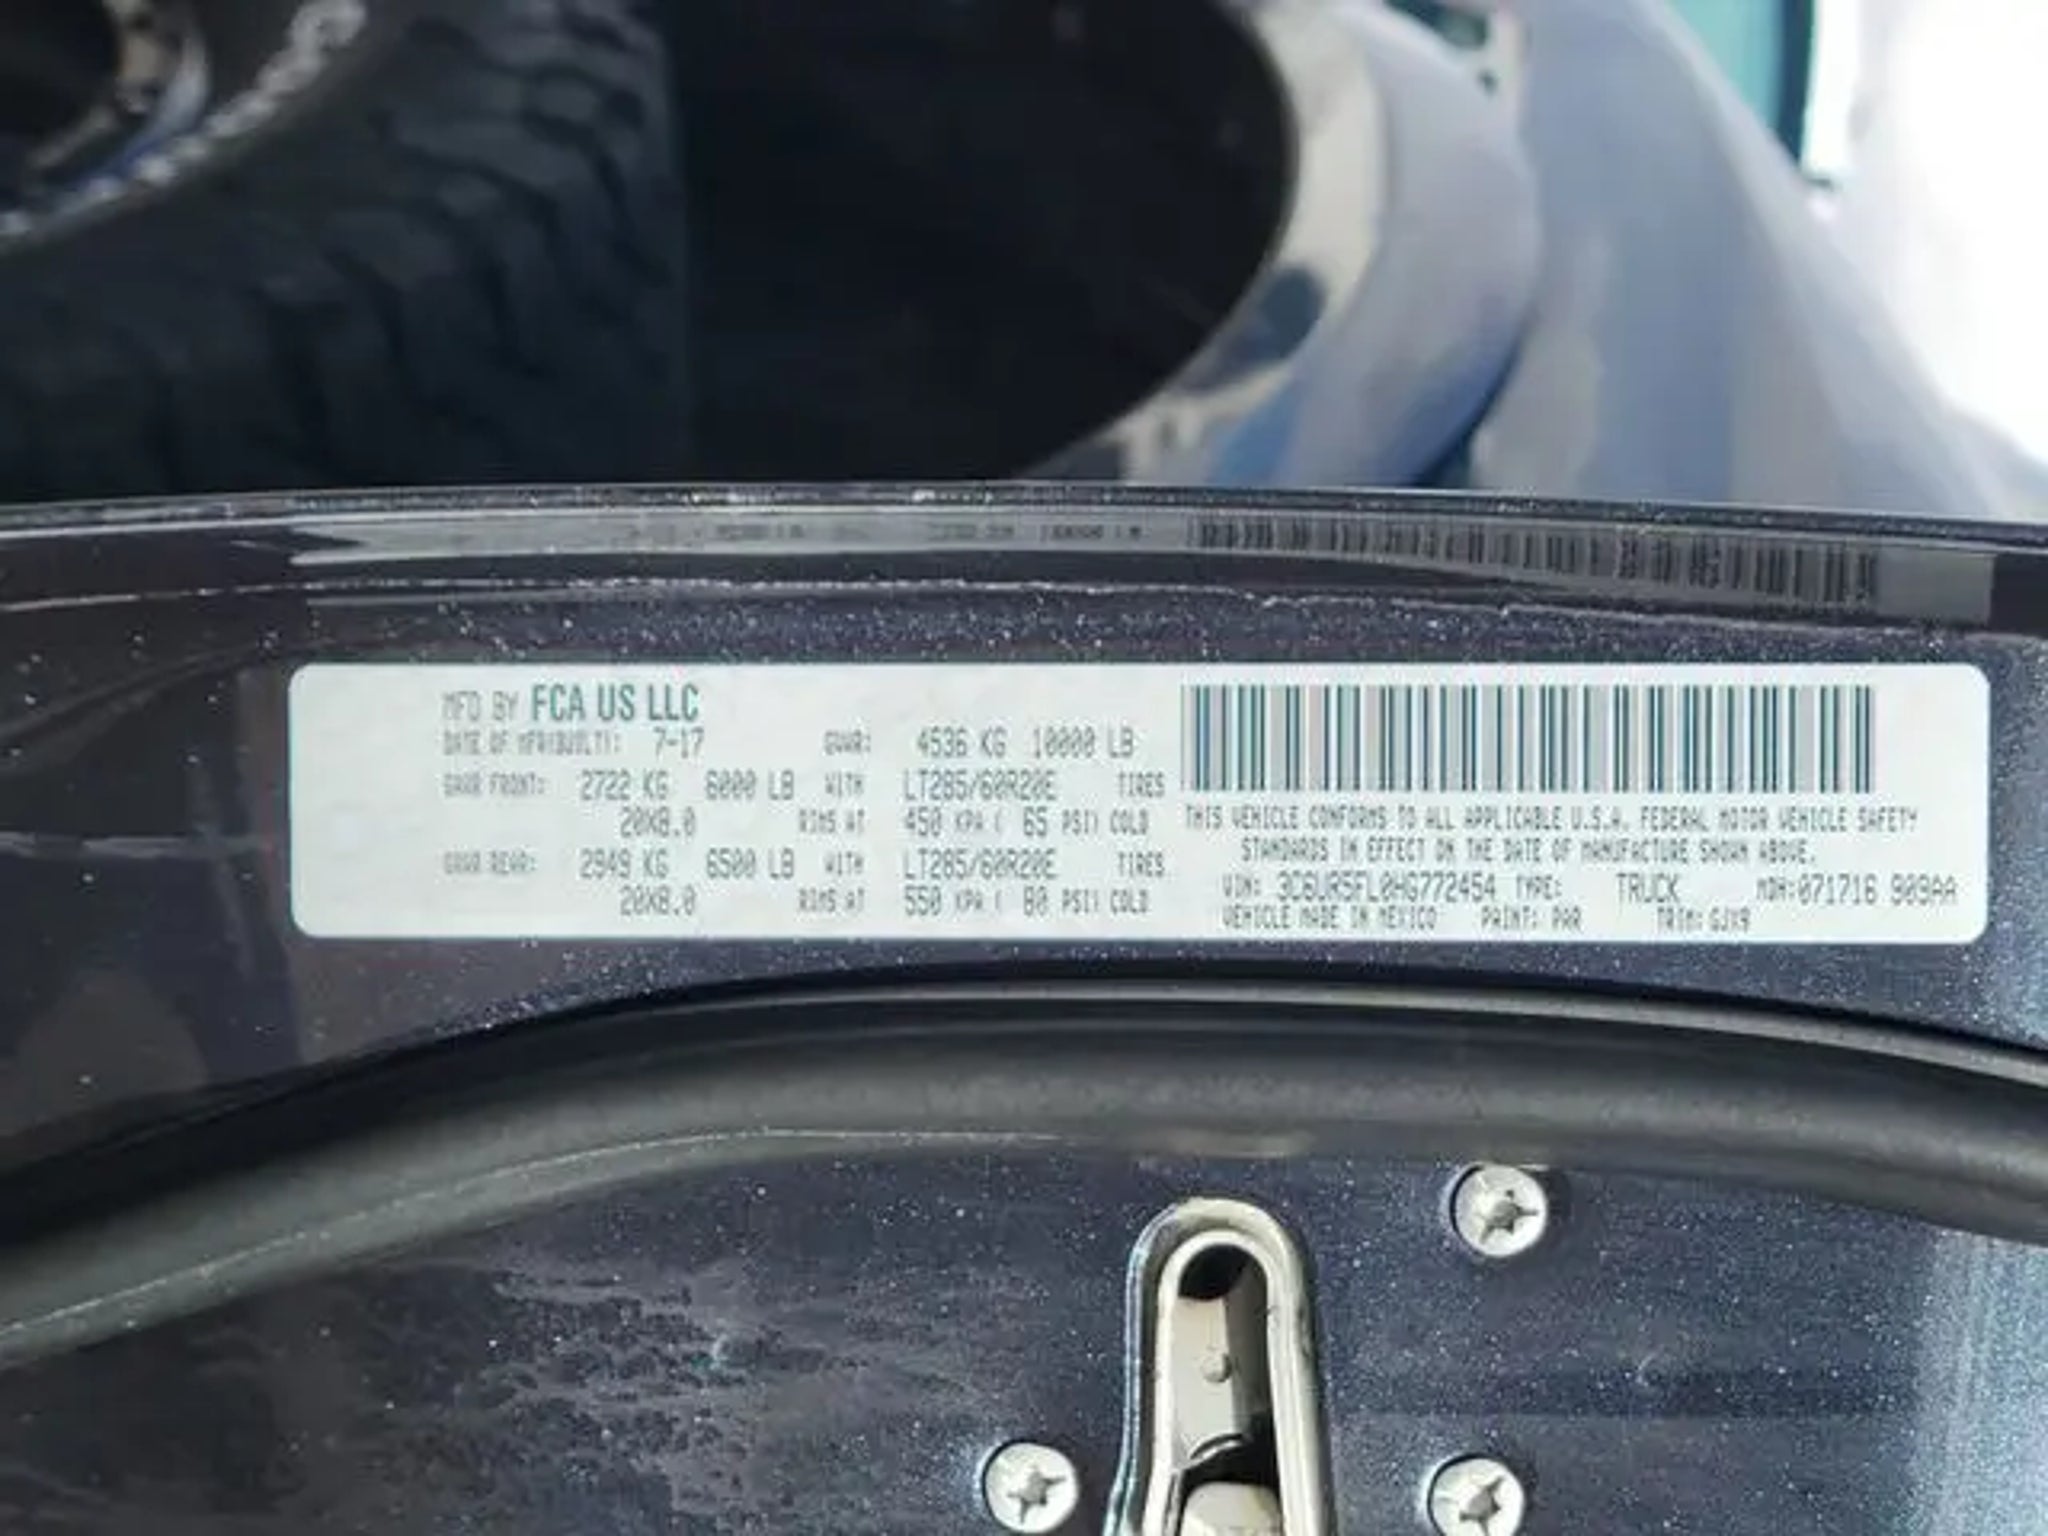 MFD BY FCA US LLC
DATE OF MFR(BUILT): 7-17 GVWR: 4536 KG 10000 LB
GAWR FRONT: 2722 KG 6000 LB WITH LT285/60R20E TIRES
20X8.0 RIMS AT 450 KPA ( 65 PSI) COLD
GAWR REAR: 2949 KG 6500 LB WITH LT285/60R20E TIRES
20X8.0 RIMS AT 550 KPA ( 80 PSI) COLD
THIS VEHICLE CONFORMS TO ALL APPLICABLE U.S.A. FEDERAL MOTOR VEHICLE SAFETY
STANDARDS IN EFFECT ON THE DATE OF MANUFACTURE SHOWN ABOVE.
VIN: 3C6UR5FL0HG772454 TYPE: TRUCK MDH:071716 909AA
VEHICLE MADE IN MEXICO PAINT: PAR TRIM: GJX9